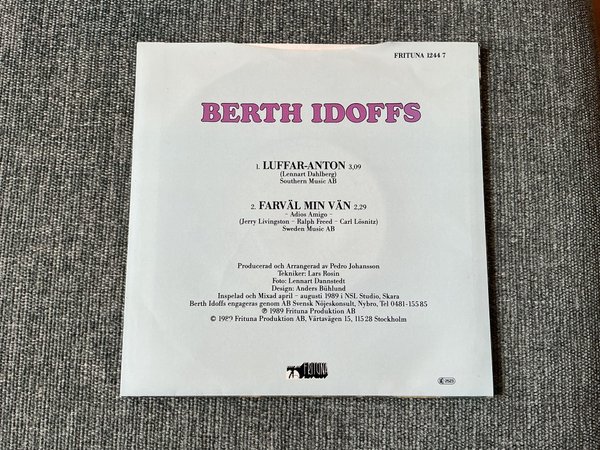 FRITUNA 1244 7
BERTH IDOFFS
1. LUFFAR-ANTON 3,09
(Lennart Dahlberg)
Southern Music AB
2. FARVÄL MIN VÄN 2,29
– Adios Amigo –
(Jerry Livingston – Ralph Freed – Carl Lösnitz)
Sweden Music AB
Producerad och Arrangerad av Pedro Johansson
Tekniker: Lars Rosin
Foto: Lennart Dannstedt
Design: Anders Bühlund
Inspelad och Mixad april – augusti 1989 i NSL Studio, Skara
Berth Idoffs engageras genom AB Svensk Nöjeskonsult, Nybro, Tel 0481-155 85
℗ 1989 Frituna Produktion AB
© 1989 Frituna Produktion AB, Värtavägen 15, 115 28 Stockholm
FRITUNA